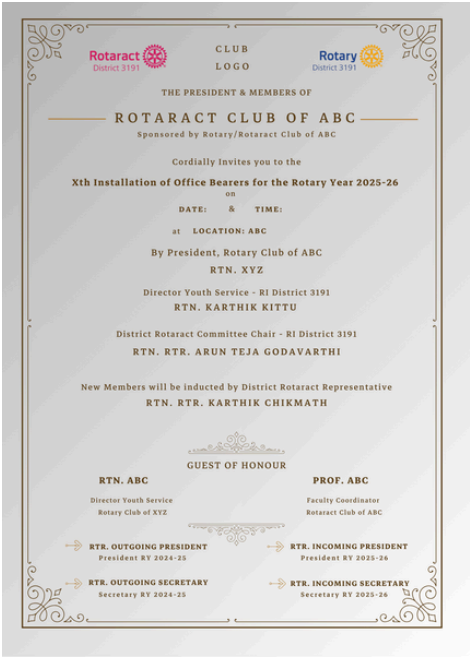 Rotaract
District 3191
CLUB
LOGO
Rotary
District 3191
THE PRESIDENT & MEMBERS OF
ROTARACT CLUB OF ABC
Sponsored by Rotary/Rotaract Club of ABC
Cordially Invites you to the
Xth Installation of Office Bearers for the Rotary Year 2025-26
on
DATE: & TIME:
at LOCATION: ABC
By President, Rotary Club of ABC
RTN. XYZ
Director Youth Service - RI District 3191
RTN. KARTHIK KITTU
District Rotaract Committee Chair - RI District 3191
RTN. RTR. ARUN TEJA GODAVARTHI
New Members will be inducted by District Rotaract Representative
RTN. RTR. KARTHIK CHIKMATH
GUEST OF HONOUR
RTN. ABC
Director Youth Service
Rotary Club of XYZ
PROF. ABC
Faculty Coordinator
Rotaract Club of ABC
RTR. OUTGOING PRESIDENT
President RY 2024-25
RTR. INCOMING PRESIDENT
President RY 2025-26
RTR. OUTGOING SECRETARY
Secretary RY 2024-25
RTR. INCOMING SECRETARY
Secretary RY 2025-26